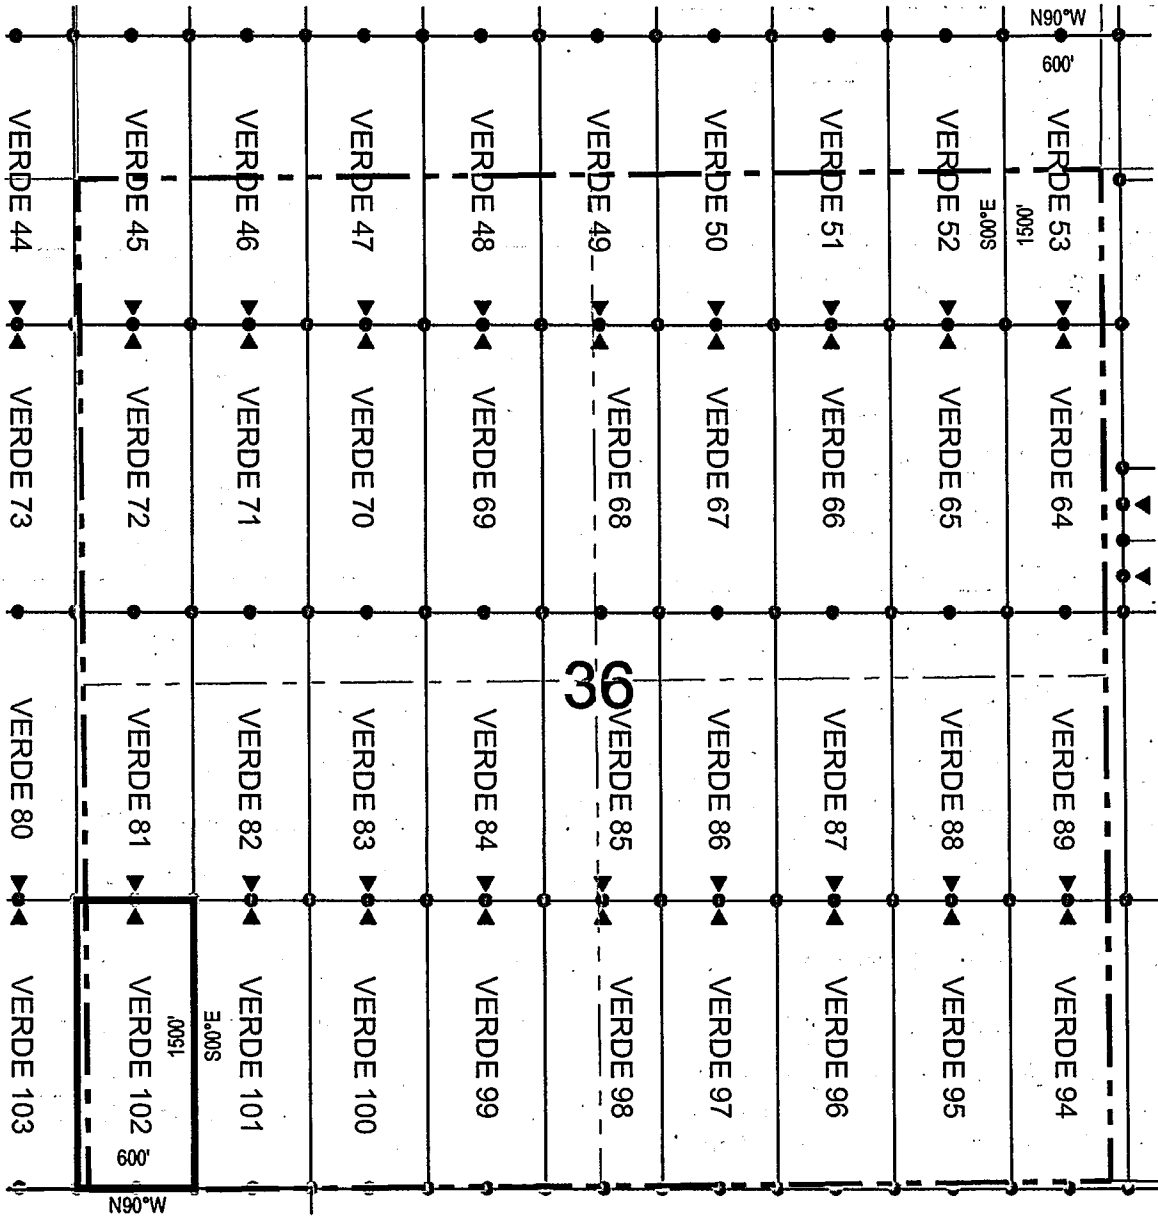 N90°W
600'
VERDE 44
VERDE 45
VERDE 46
VERDE 47
VERDE 48
VERDE 49
VERDE 50
VERDE 51
VERDE 52
S00°E
1500'
VERDE 53
VERDE 73
VERDE 72
VERDE 71
VERDE 70
VERDE 69
VERDE 68
VERDE 67
VERDE 66
VERDE 65
VERDE 64
36
VERDE 80
VERDE 81
VERDE 82
VERDE 83
VERDE 84
VERDE 85
VERDE 86
VERDE 87
VERDE 88
VERDE 89
VERDE 103
VERDE 102
1500'
S00°E
VERDE 101
VERDE 100
VERDE 99
VERDE 98
VERDE 97
VERDE 96
VERDE 95
VERDE 94
600'
N90°W